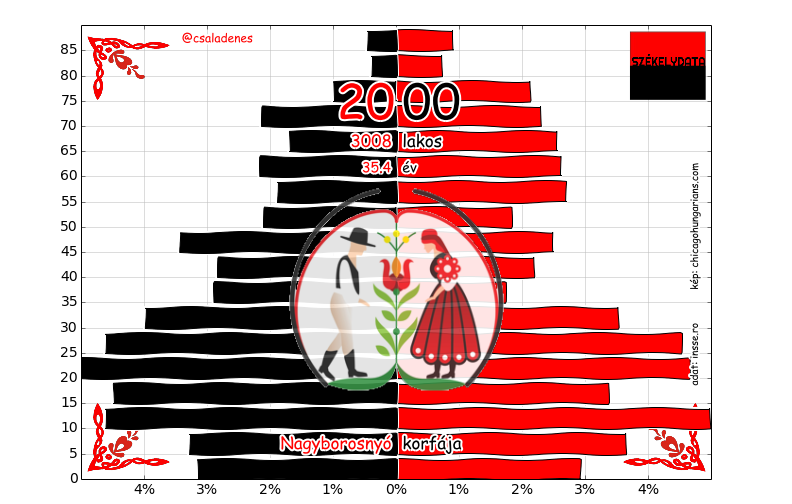 @csaladenes
SZÉKELYDATA
2000
3008 lakos
35.4 év
kép: chicagohungarians.com
adat: insse.ro
Nagyborosnyó korfája
85
80
75
70
65
60
55
50
45
40
35
30
25
20
15
10
5
0
4% 3% 2% 1% 0% 1% 2% 3% 4%